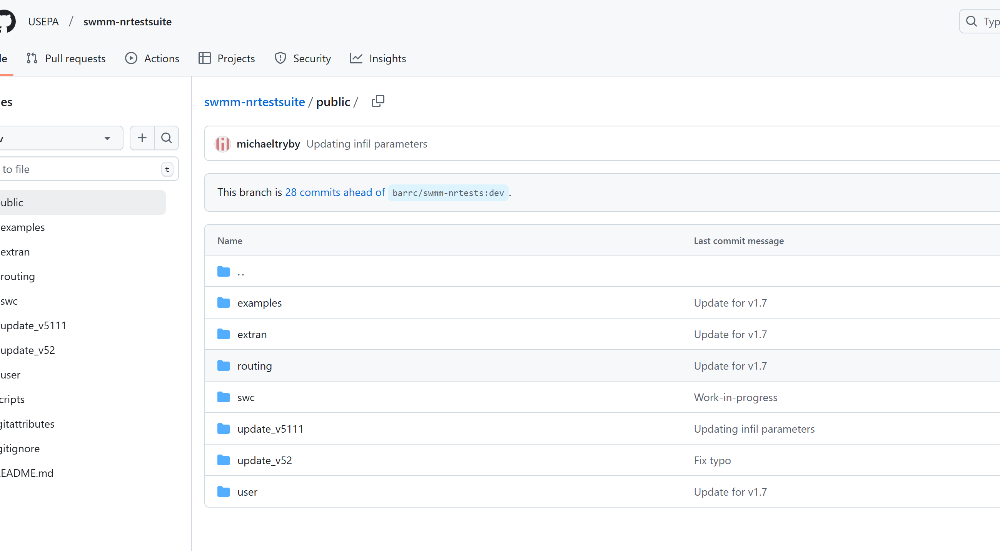 USEPA / swmm-nrtestsuite
Typ
le Pull requests Actions Projects Security Insights
es
v
to file t
ublic
examples
extran
routing
swc
update_v5111
update_v52
user
cripts
gitattributes
gitignore
EADME.md
swmm-nrtestsuite / public /
michaeltryby Updating infil parameters
This branch is 28 commits ahead of barrc/swmm-nrtests:dev .
Name Last commit message
..
examples Update for v1.7
extran Update for v1.7
routing Update for v1.7
swc Work-in-progress
update_v5111 Updating infil parameters
update_v52 Fix typo
user Update for v1.7